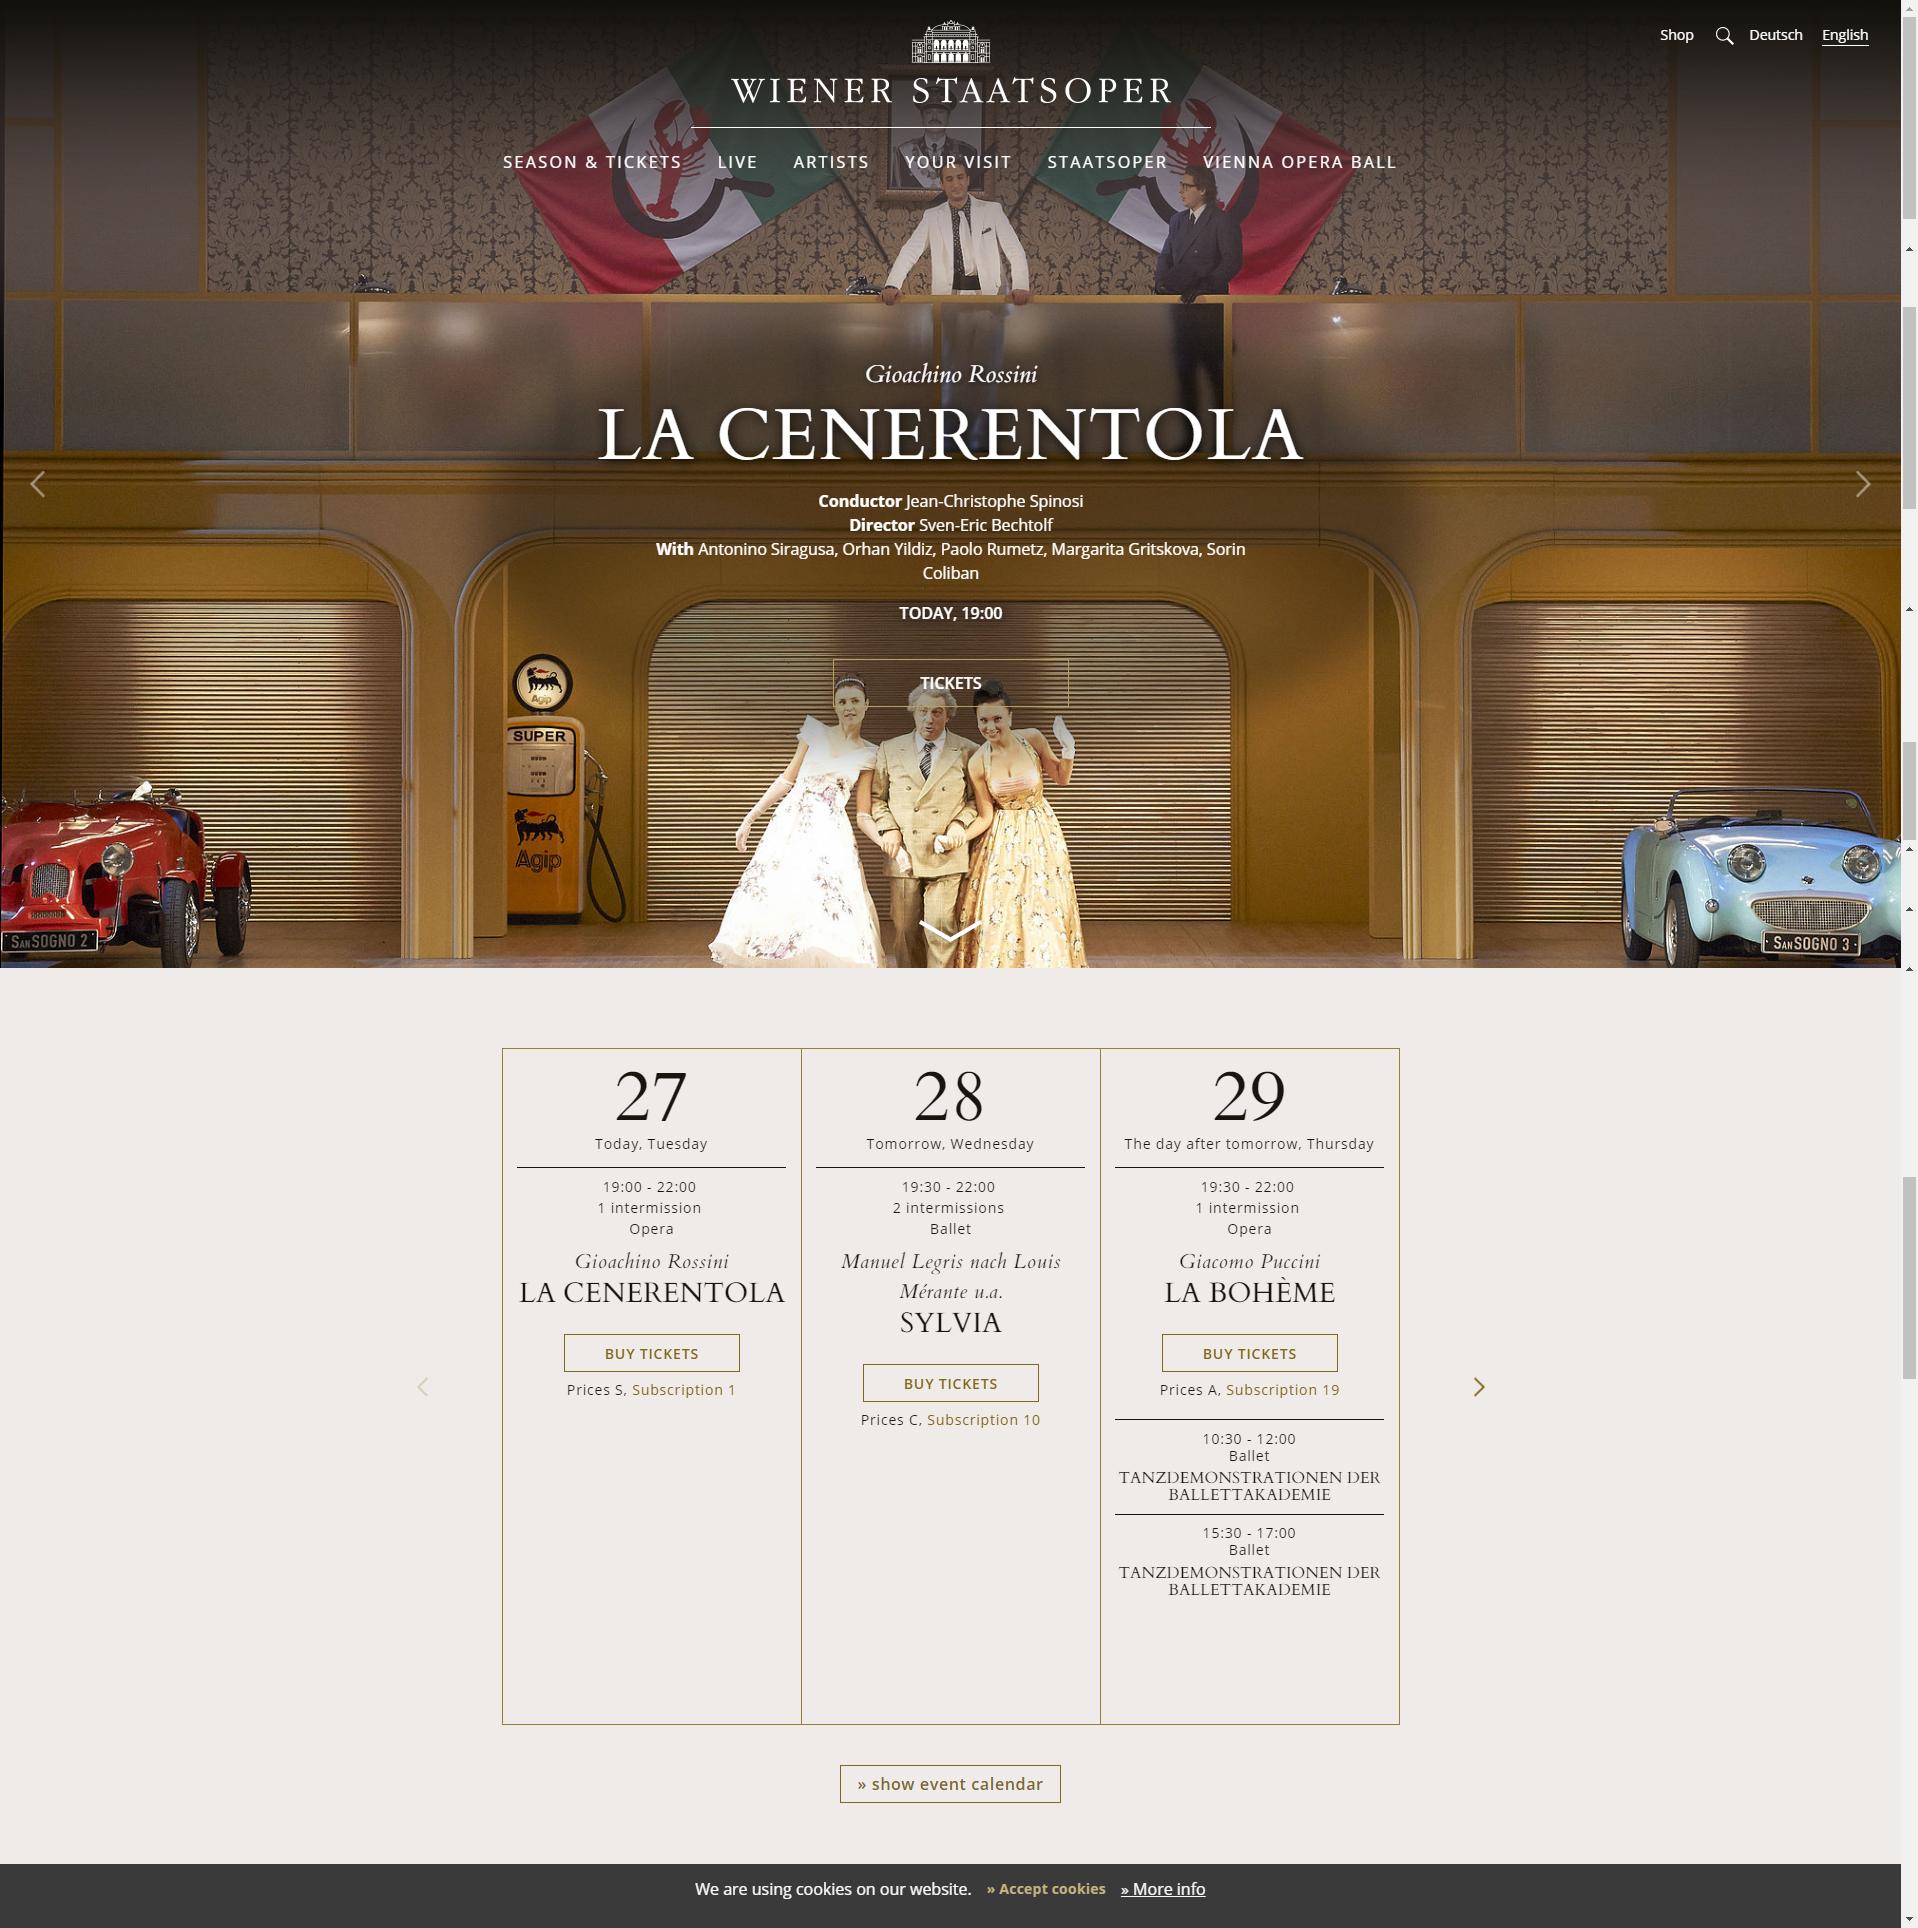 Shop
Deutsch
English
WIENER STAATSOPER
SEASON & TICKETS
LIVE
ARTISTS
YOUR VISIT
STAATSOPER
VIENNA OPERA BALL
Gioachino Rossini
LA CENERENTOLA
Conductor Jean-Christophe Spinosi
Director Sven-Eric Bechtolf
With Antonino Siragusa, Orhan Yildiz, Paolo Rumetz, Margarita Gritskova, Sorin
Coliban
TODAY, 19:00
TICKETS
Agip
SUPER
Agip
SanSOGNO 2
SanSOGNO 3
27
Today, Tuesday
19:00 - 22:00
1 intermission
Opera
Gioachino Rossini
LA CENERENTOLA
BUY TICKETS
Prices S, Subscription 1
28
Tomorrow, Wednesday
19:30 - 22:00
2 intermissions
Ballet
Manuel Legris nach Louis
Mérante u.a.
SYLVIA
BUY TICKETS
Prices C, Subscription 10
29
The day after tomorrow, Thursday
19:30 - 22:00
1 intermission
Opera
Giacomo Puccini
LA BOHÈME
BUY TICKETS
Prices A, Subscription 19
10:30 - 12:00
Ballet
TANZDEMONSTRATIONEN DER
BALLETTAKADEMIE
15:30 - 17:00
Ballet
TANZDEMONSTRATIONEN DER
BALLETTAKADEMIE
» show event calendar
We are using cookies on our website. » Accept cookies » More info